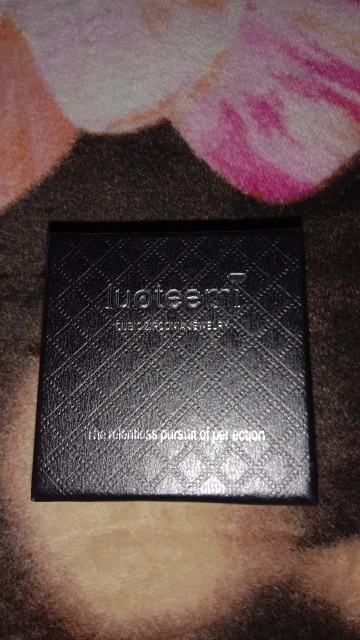 luoteemi
CUBIC ZIRCONIA JEWELRY
The relentless pursuit of perfection